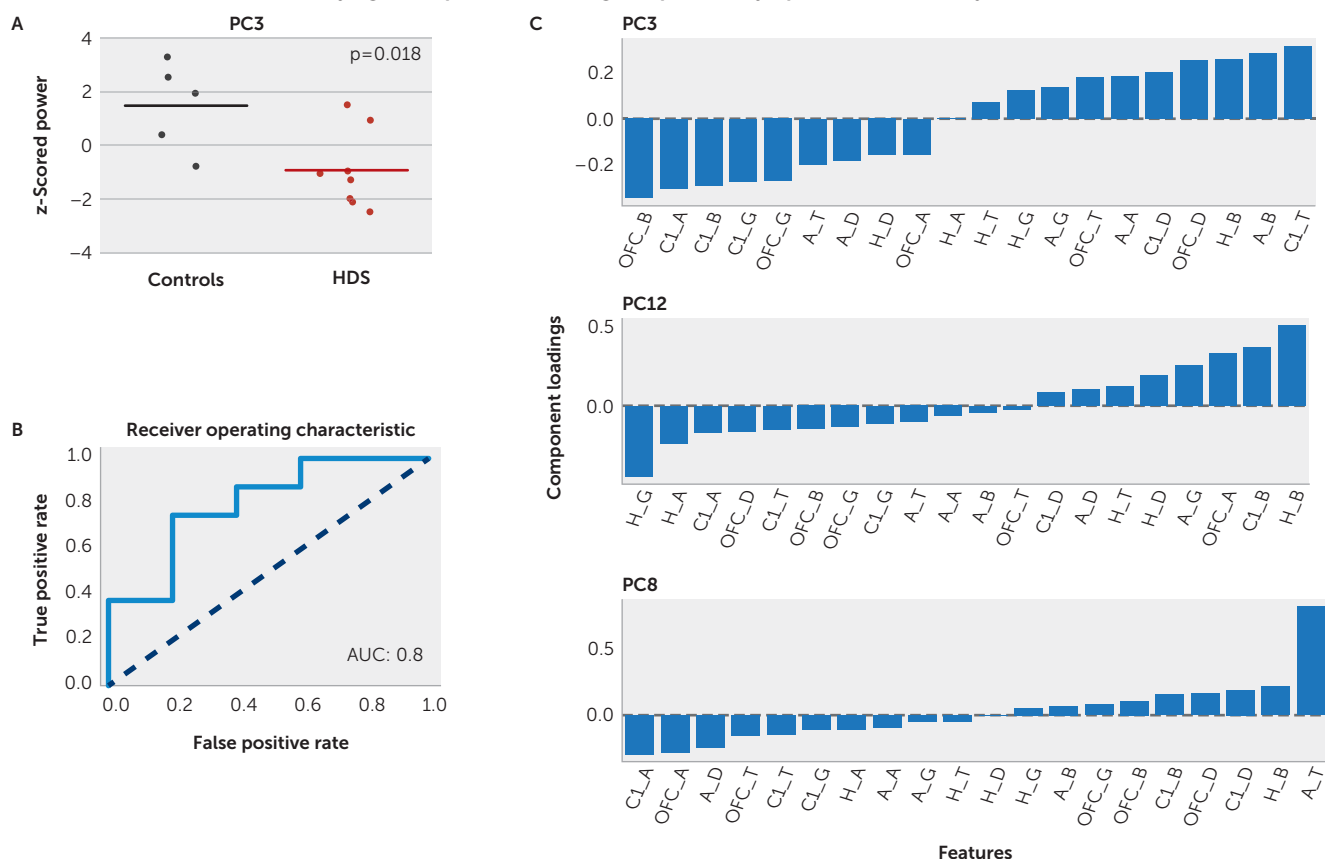 A
PC3
p=0.018
4
2
0
−2
−4
z-Scored power
Controls
HDS
B
Receiver operating characteristic
1.0
0.8
0.6
0.4
0.2
0.0
True positive rate
AUC: 0.8
0.0 0.2 0.4 0.6 0.8 1.0
False positive rate
C
PC3
0.2
0.0
−0.2
OFC_B C1_A C1_B C1_G OFC_G A_T A_D H_D OFC_A H_A H_T H_G A_G OFC_T A_A C1_D OFC_D H_B A_B C1_T
PC12
0.5
0.0
Component loadings
H_G H_A C1_A OFC_D C1_T OFC_B OFC_G C1_G A_T A_A A_B OFC_T C1_D A_D H_T H_D A_G OFC_A C1_B H_B
PC8
0.5
0.0
C1_A OFC_A A_D OFC_T C1_T C1_G H_A A_A A_G H_T H_D H_G A_B OFC_G OFC_B C1_B OFC_D C1_D H_B A_T
Features